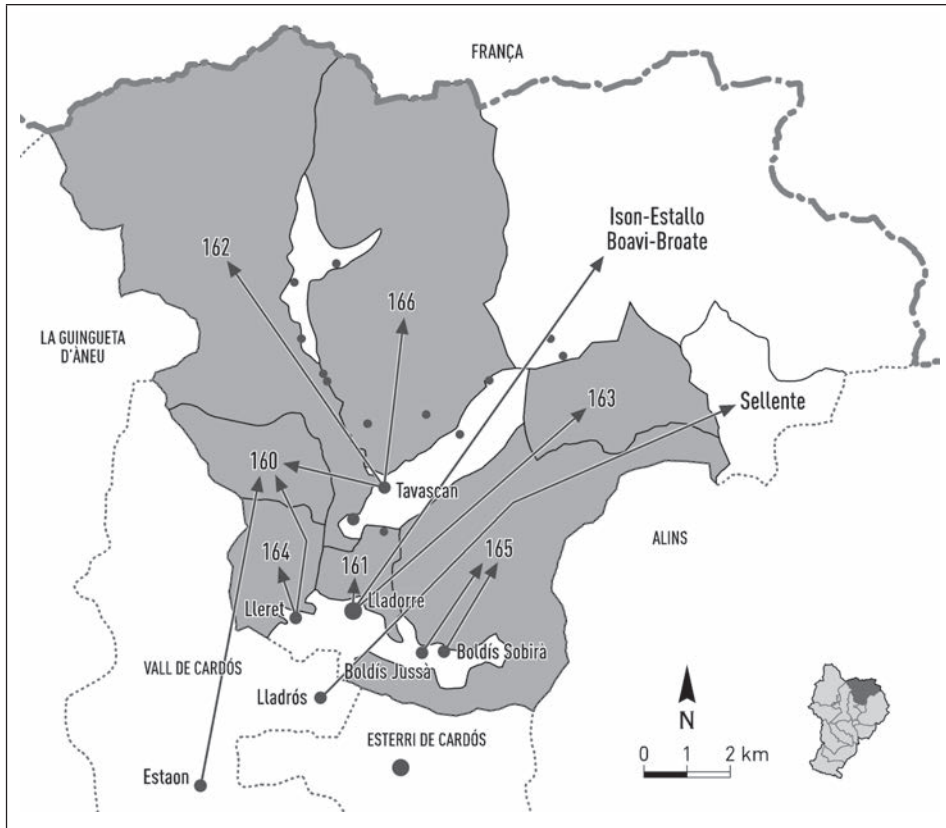 FRANÇA
Ison-Estallo
Boavi-Broate
162
166
LA GUINGUETA
D'ÀNEU
163
Sellente
160
Tavascan
ALINS
164
161
165
Lladorre
Lleret
Boldís Jussà
Boldís Sobirà
VALL DE CARDÓS
Lladrós
N
ESTERRI DE CARDÓS
0 1 2 km
Estaon